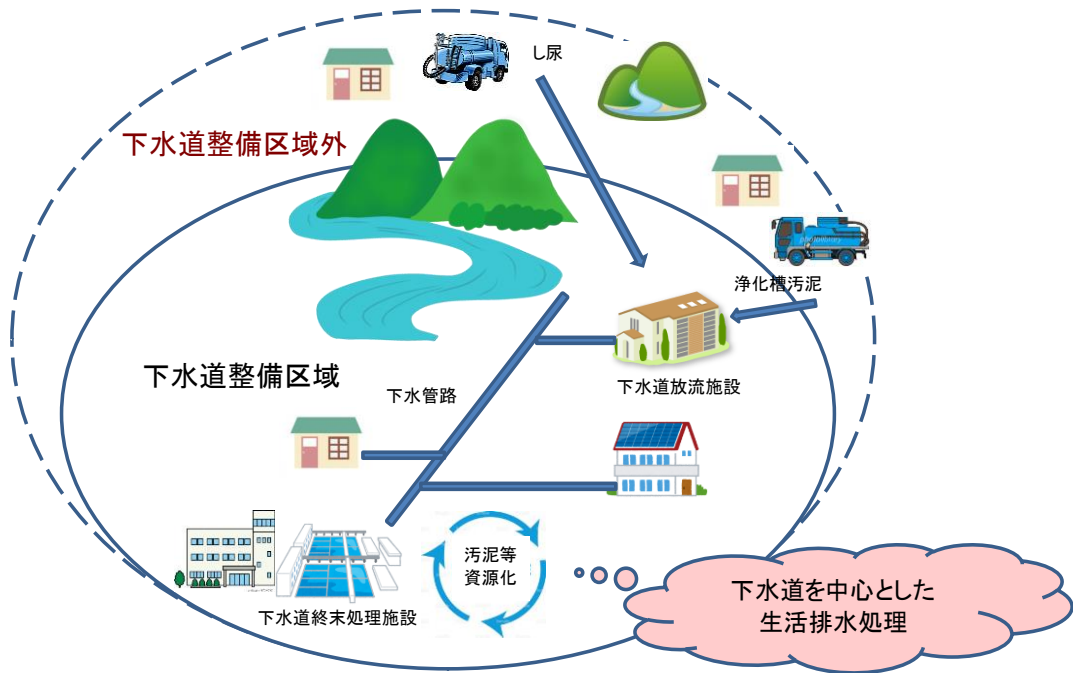 し尿
下水道整備区域外
浄化槽汚泥
下水道整備区域
下水管路
下水道放流施設
汚泥等
資源化
下水道終末処理施設
下水道を中心とした
生活排水処理